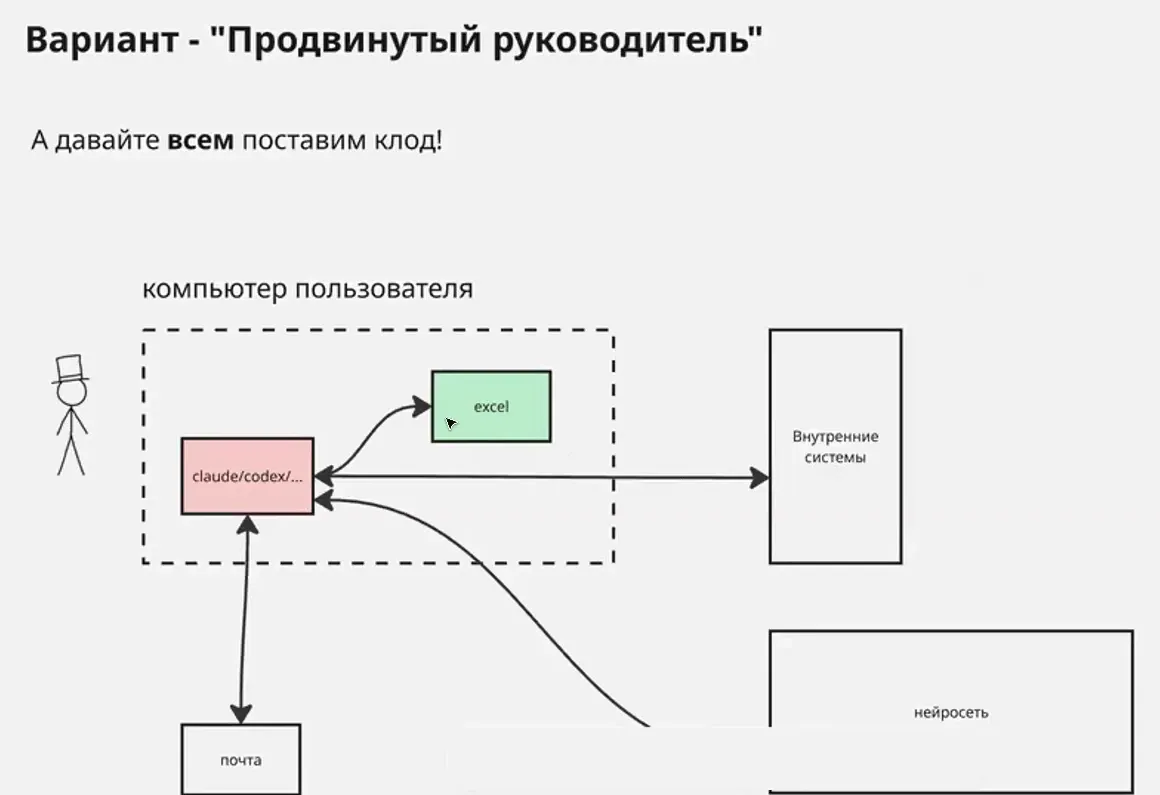 Вариант - "Продвинутый руководитель"
А давайте всем поставим клод!
компьютер пользователя
excel
claude/codex/...
Внутренние
системы
нейросеть
почта